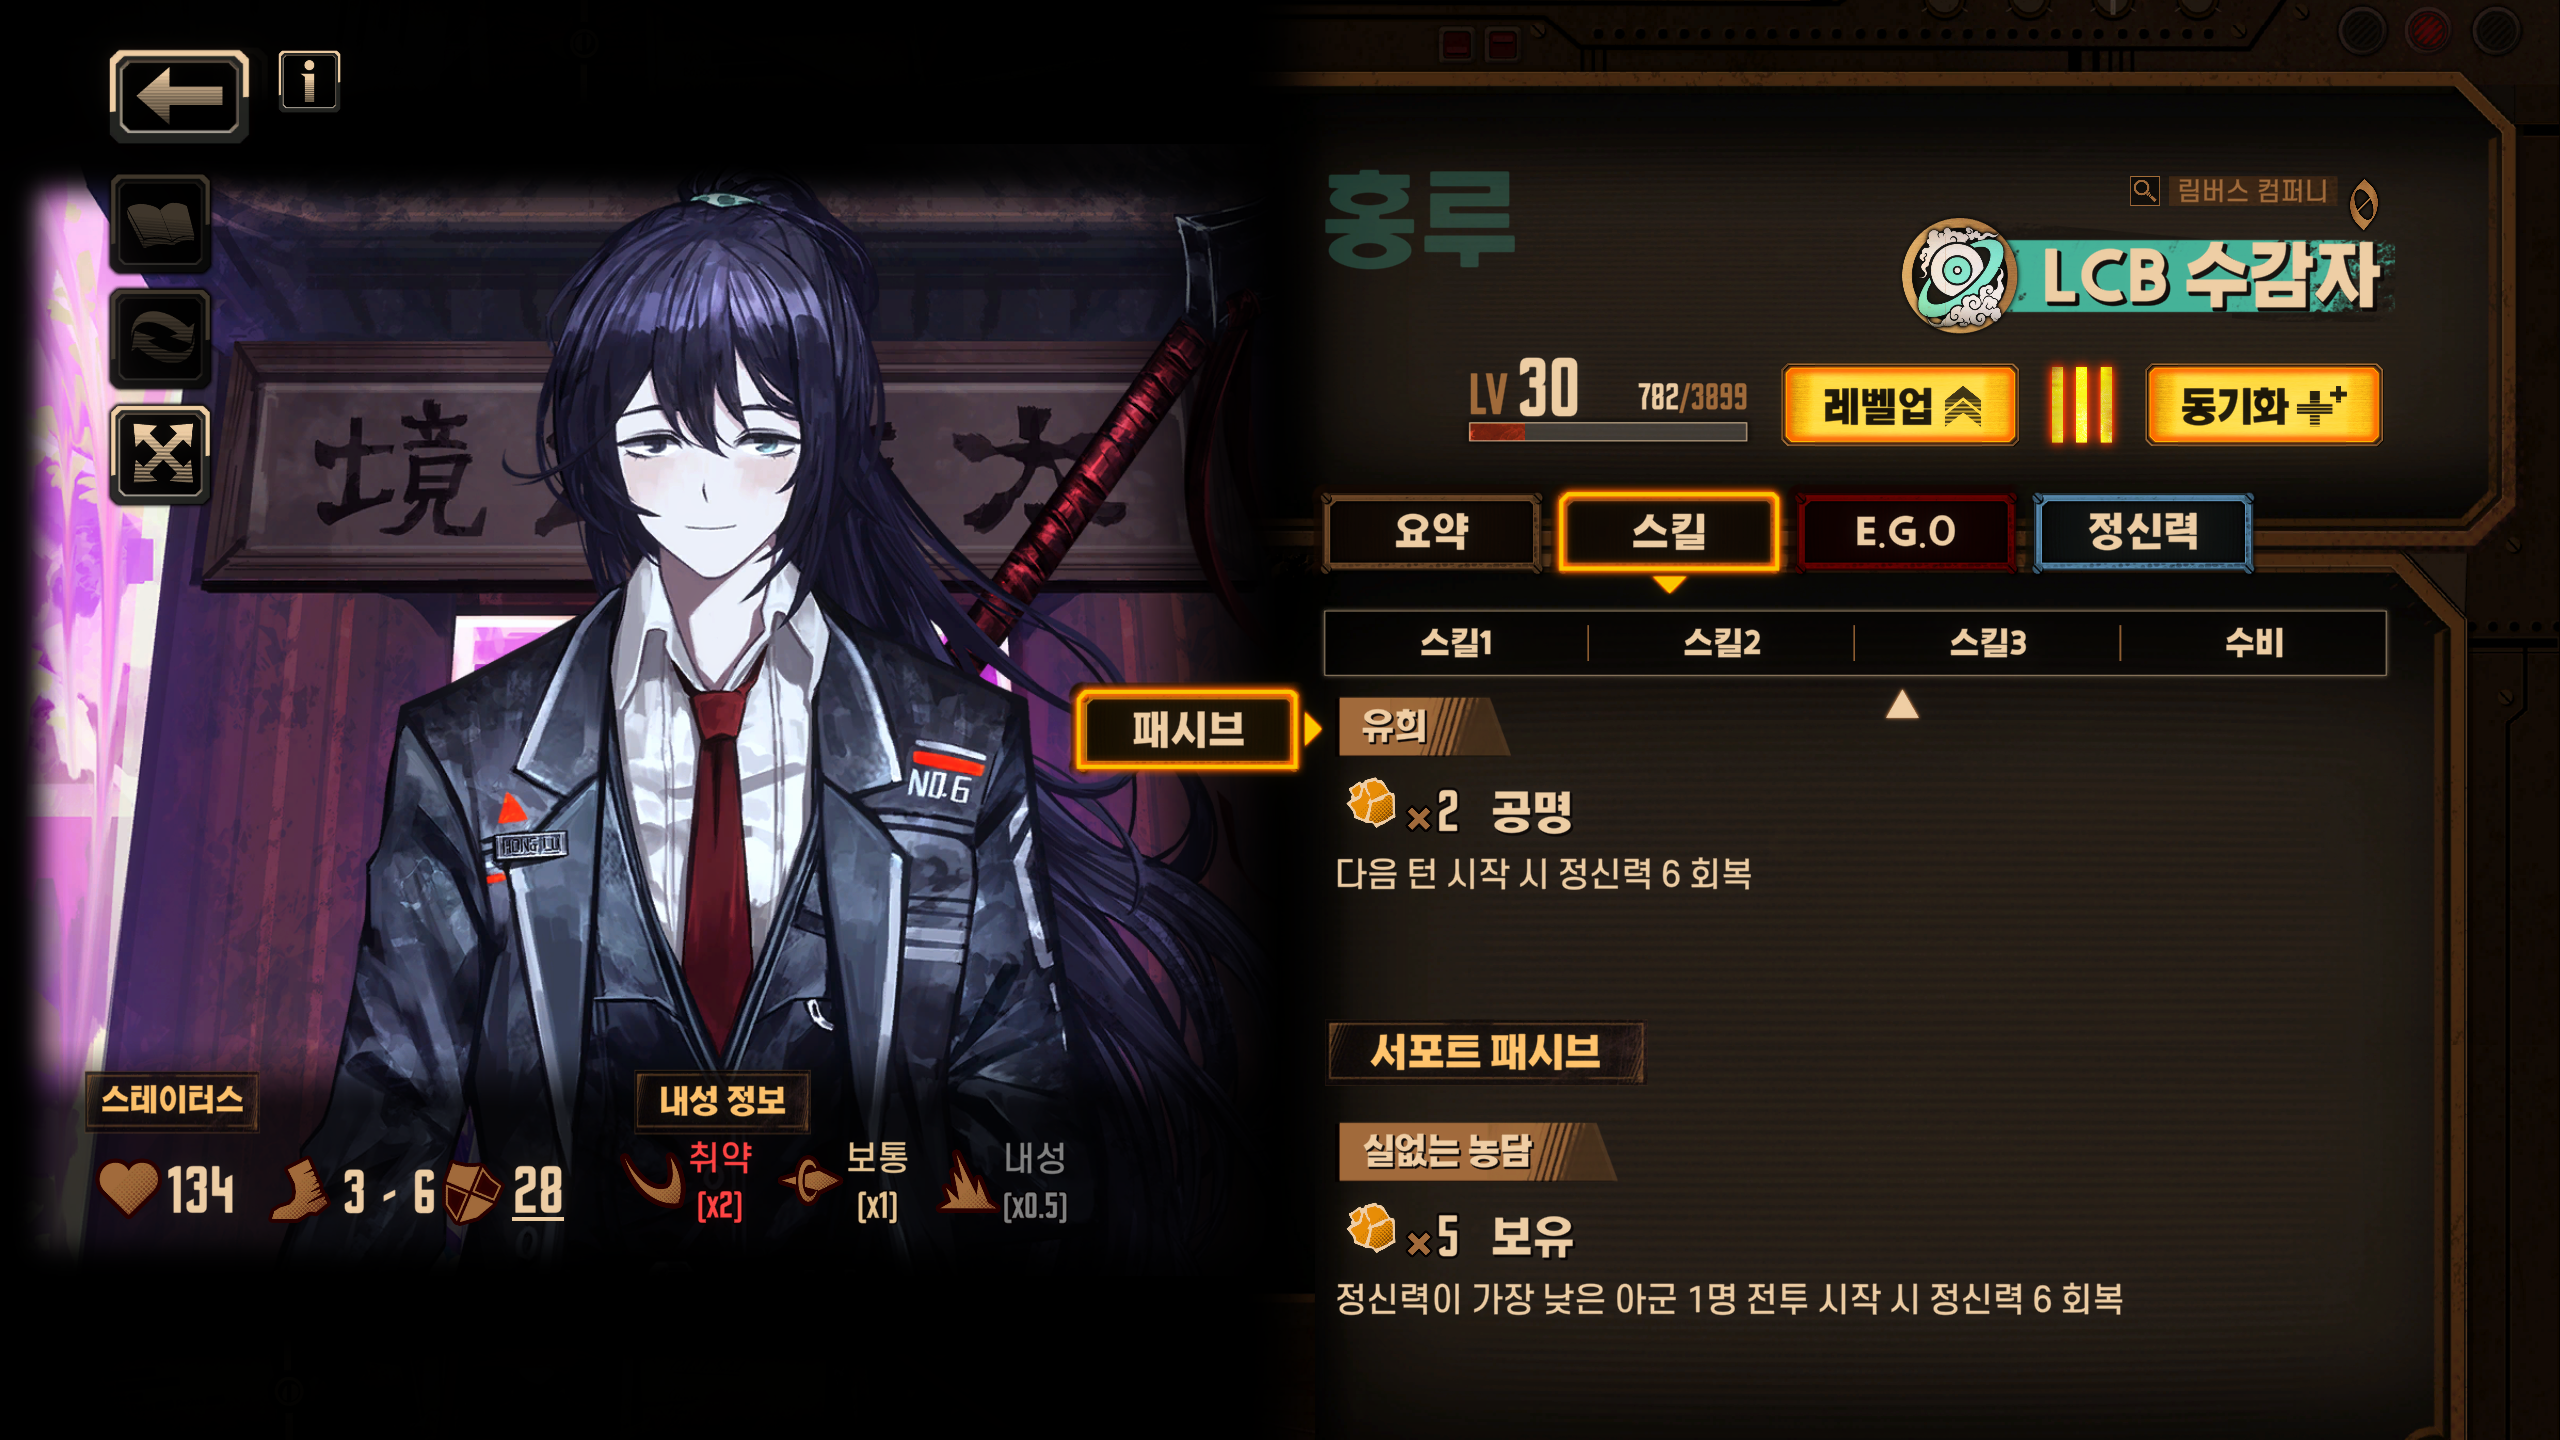 홍루
림버스 컴퍼니
LCB 수감자
LV 30
782/3899
레벨업
동기화
요약
스킬
E.G.O
정신력
스킬1
스킬2
스킬3
수비
패시브
유희
×2 공명
다음 턴 시작 시 정신력 6 회복
서포트 패시브
실없는 농담
×5 보유
정신력이 가장 낮은 아군 1명 전투 시작 시 정신력 6 회복
境
太
NO.6
HONG LU
스테이터스
134
3 - 6
28
내성 정보
취약
[x2]
보통
[x1]
내성
[x0.5]